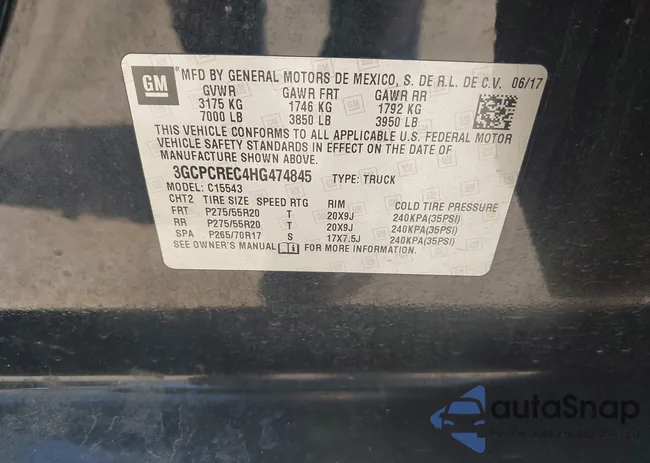 GM MFD BY GENERAL MOTORS DE MEXICO, S. DE R.L. DE C.V. 06/17
GVWR GAWR FRT GAWR RR
3175 KG 1746 KG 1792 KG
7000 LB 3850 LB 3950 LB
THIS VEHICLE CONFORMS TO ALL APPLICABLE U.S. FEDERAL MOTOR
VEHICLE SAFETY STANDARDS IN EFFECT ON THE DATE OF
MANUFACTURE SHOWN ABOVE.
3GCPCREC4HG474845 TYPE: TRUCK
MODEL: C15543
CHT2 TIRE SIZE SPEED RTG RIM COLD TIRE PRESSURE
FRT P275/55R20 T 20X9J 240KPA(35PSI)
RR P275/55R20 T 20X9J 240KPA(35PSI)
SPA P265/70R17 S 17X7.5J 240KPA(35PSI)
SEE OWNER'S MANUAL FOR MORE INFORMATION.
autoSnap